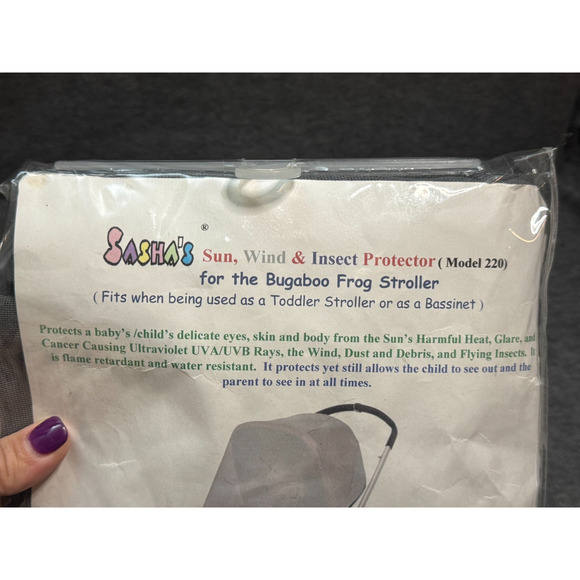 SASHA'S ® Sun, Wind & Insect Protector ( Model 220)
for the Bugaboo Frog Stroller
( Fits when being used as a Toddler Stroller or as a Bassinet )
Protects a baby's /child's delicate eyes, skin and body from the Sun's Harmful Heat, Glare, and
Cancer Causing Ultraviolet UVA/UVB Rays, the Wind, Dust and Debris, and Flying Insects. It
is flame retardant and water resistant. It protects yet still allows the child to see out and the
parent to see in at all times.